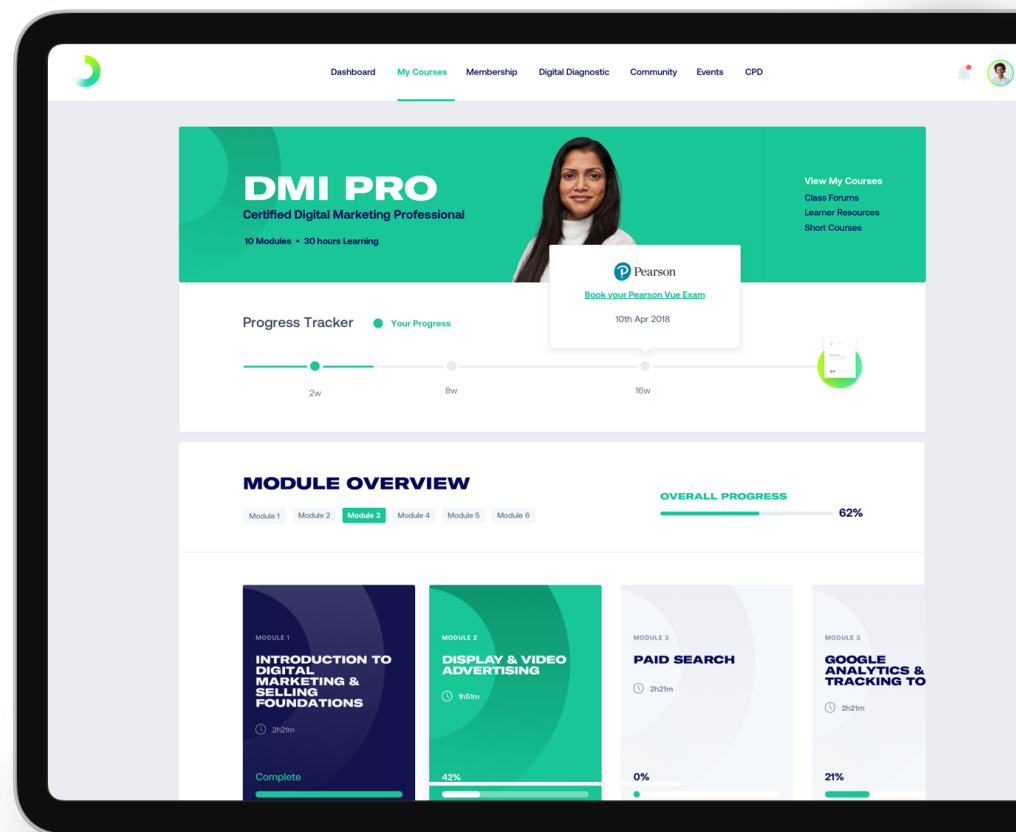 Dashboard
My Courses
Membership
Digital Diagnostic
Community
Events
CPD
DMI PRO
Certified Digital Marketing Professional
10 Modules • 30 hours Learning
View My Courses
Class Forums
Learner Resources
Short Courses
Pearson
Book your Pearson Vue Exam
10th Apr 2018
Progress Tracker
Your Progress
2w
8w
16w
MODULE OVERVIEW
OVERALL PROGRESS
62%
Module 1
Module 2
Module 3
Module 4
Module 5
Module 6
MODULE 1
INTRODUCTION TO
DIGITAL
MARKETING &
SELLING
FOUNDATIONS
2h21m
Complete
MODULE 2
DISPLAY & VIDEO
ADVERTISING
1h51m
42%
MODULE 3
PAID SEARCH
2h21m
0%
MODULE 3
GOOGLE
ANALYTICS &
TRACKING TO
2h21m
21%